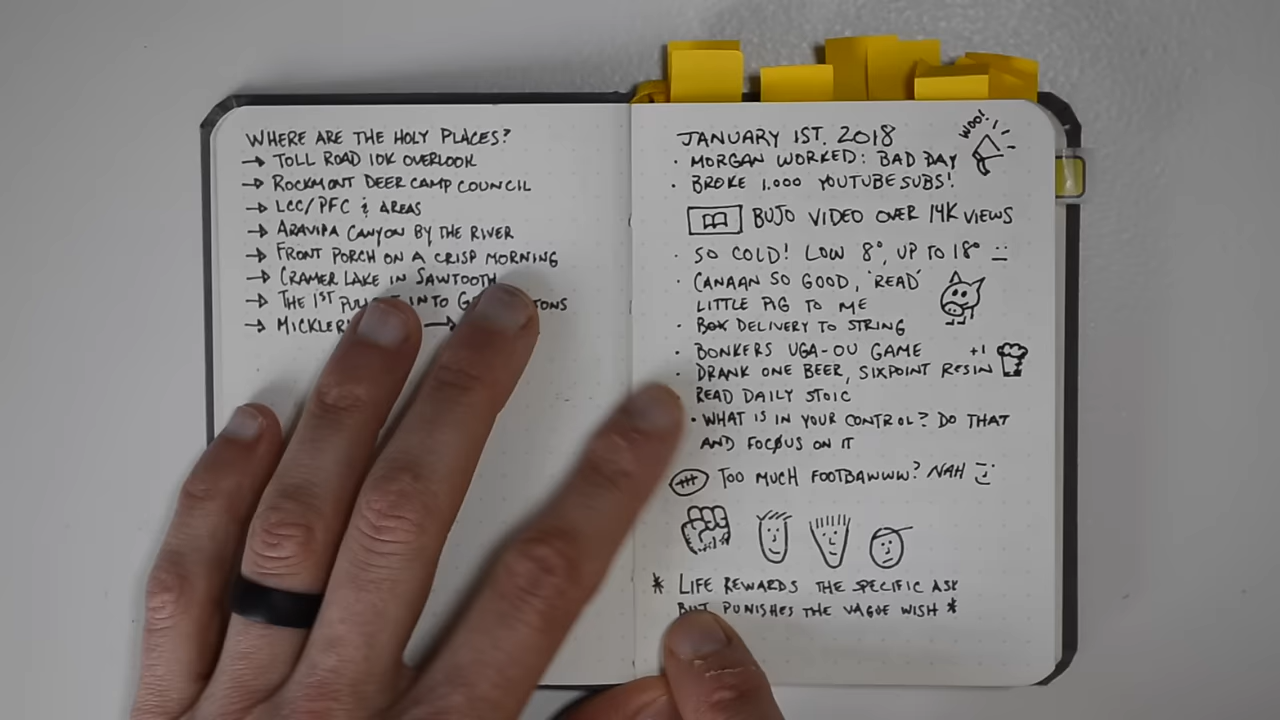 WHERE ARE THE HOLY PLACES?
→ TOLL ROAD 10K OVERLOOK
→ ROCKMONT DEER CAMP COUNCIL
→ LCC/PFC & AREAS
→ ARAVIPA CANYON BY THE RIVER
→ FRONT PORCH ON A CRISP MORNING
→ CRAMER LAKE IN SAWTOOTH
→ THE 1ST INTO
→ →
JANUARY 1ST, 2018
WOO!
· MORGAN WORKED: BAD DAY
· BROKE 1,000 YOUTUBE SUBS!
BUJO VIDEO OVER 14K VIEWS
· SO COLD! LOW 8°, UP TO 18°
· CANAAN SO GOOD, 'READ'
LITTLE PIG TO ME
· BOX DELIVERY TO STRING
· BONKERS UGA-OU GAME
+1
· DRANK ONE BEER, SIXPOINT RESIN
READ DAILY STOIC
· WHAT IS IN YOUR CONTROL? DO THAT
AND FOCUS ON IT
TOO MUCH FOOTBAWWW? NAH
* LIFE REWARDS THE SPECIFIC ASK
BUT PUNISHES THE VAGUE WISH *